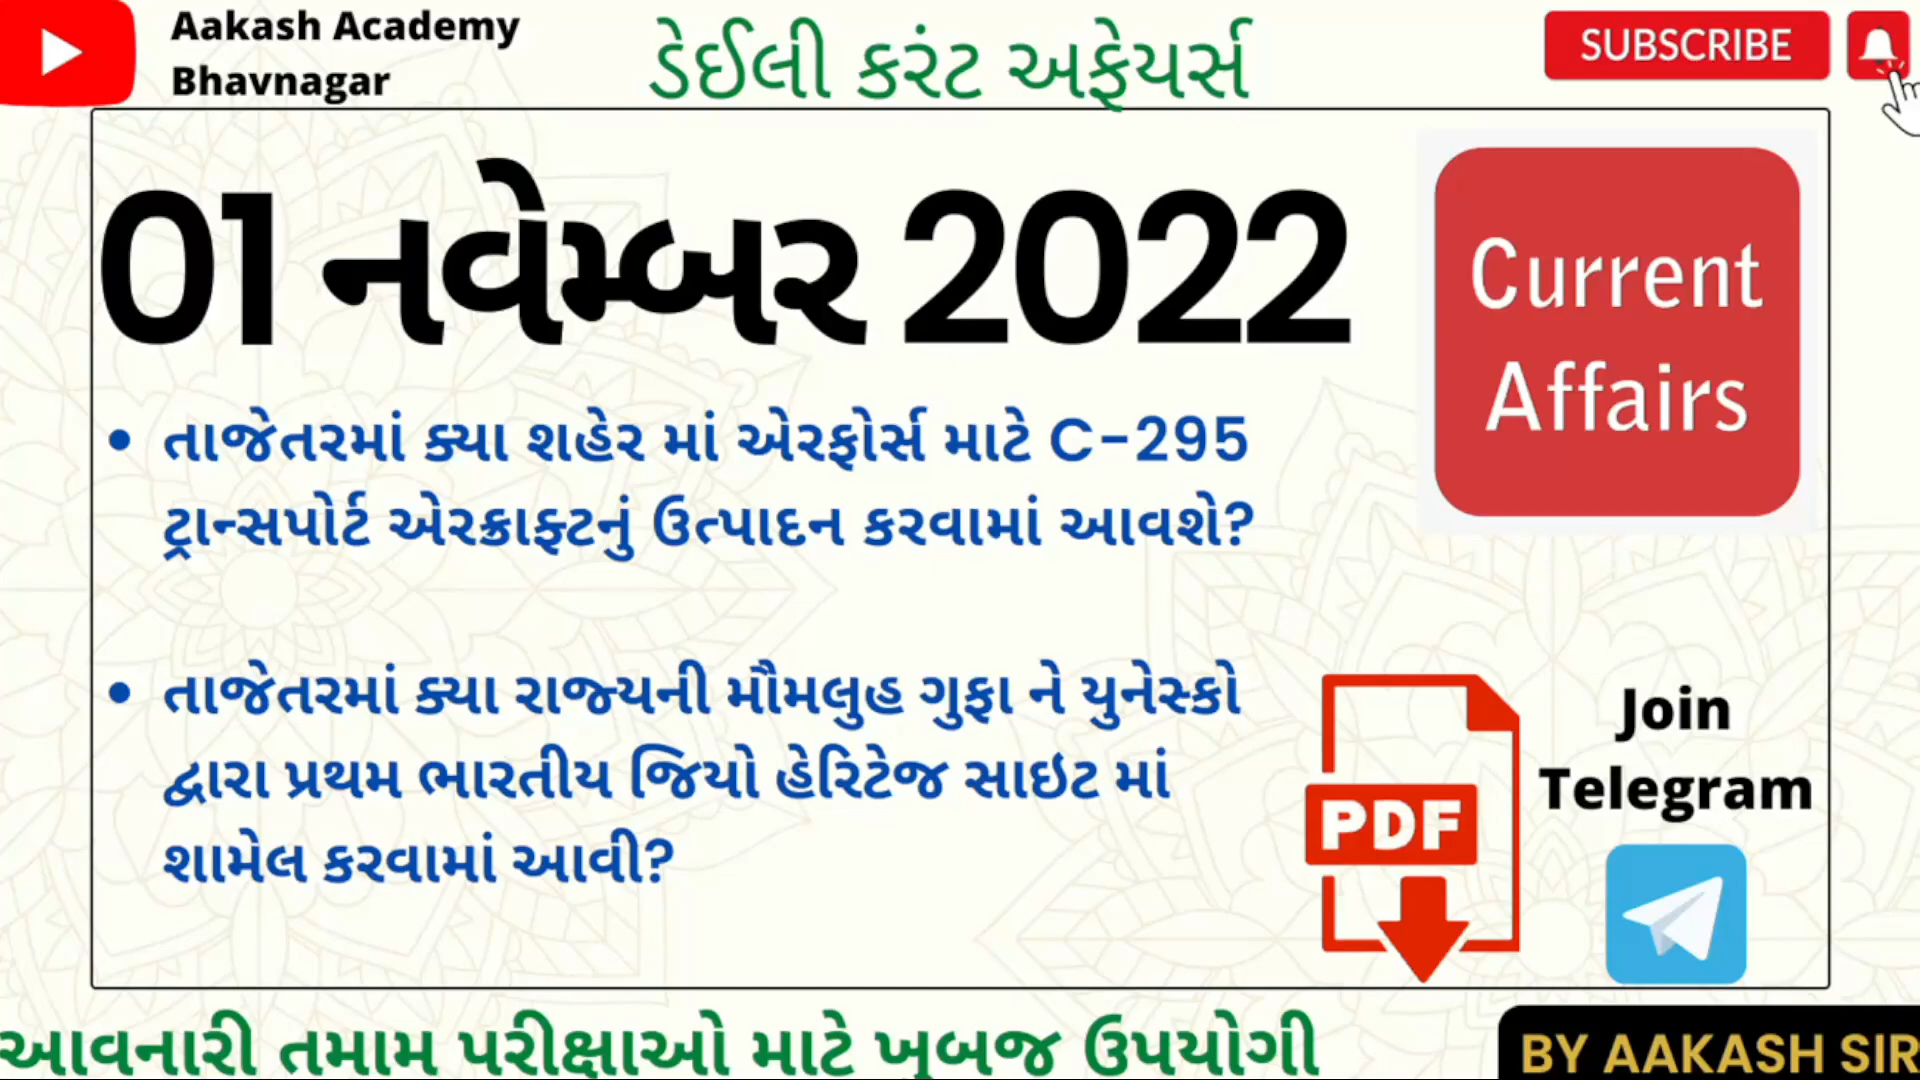 Aakash Academy
Bhavnagar
ડેઈલી કરંટ અફેયર્સ
SUBSCRIBE
01 નવેમ્બર 2022
Current
Affairs
• તાજેતરમાં ક્યા શહેર માં એરફોર્સ માટે C-295
ટ્રાન્સપોર્ટ એરક્રાફ્ટનું ઉત્પાદન કરવામાં આવશે?
• તાજેતરમાં ક્યા રાજ્યની મૌમલુહ ગુફા ને યુનેસ્કો
દ્વારા પ્રથમ ભારતીય જિયો હેરિટેજ સાઇટ માં
શામેલ કરવામાં આવી?
PDF
Join
Telegram
આવનારી તમામ પરીક્ષાઓ માટે ખુબજ ઉપયોગી
BY AAKASH SIR